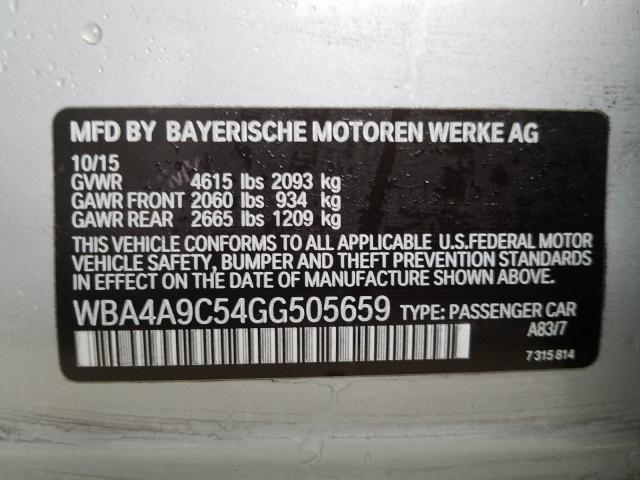 MFD BY BAYERISCHE MOTOREN WERKE AG
10/15
GVWR 4615 lbs 2093 kg
GAWR FRONT 2060 lbs 934 kg
GAWR REAR 2665 lbs 1209 kg
THIS VEHICLE CONFORMS TO ALL APPLICABLE U.S.FEDERAL MOTOR
VEHICLE SAFETY, BUMPER AND THEFT PREVENTION STANDARDS
IN EFFECT ON THE DATE OF MANUFACTURE SHOWN ABOVE.
WBA4A9C54GG505659 TYPE: PASSENGER CAR
A83/7
7 315 814